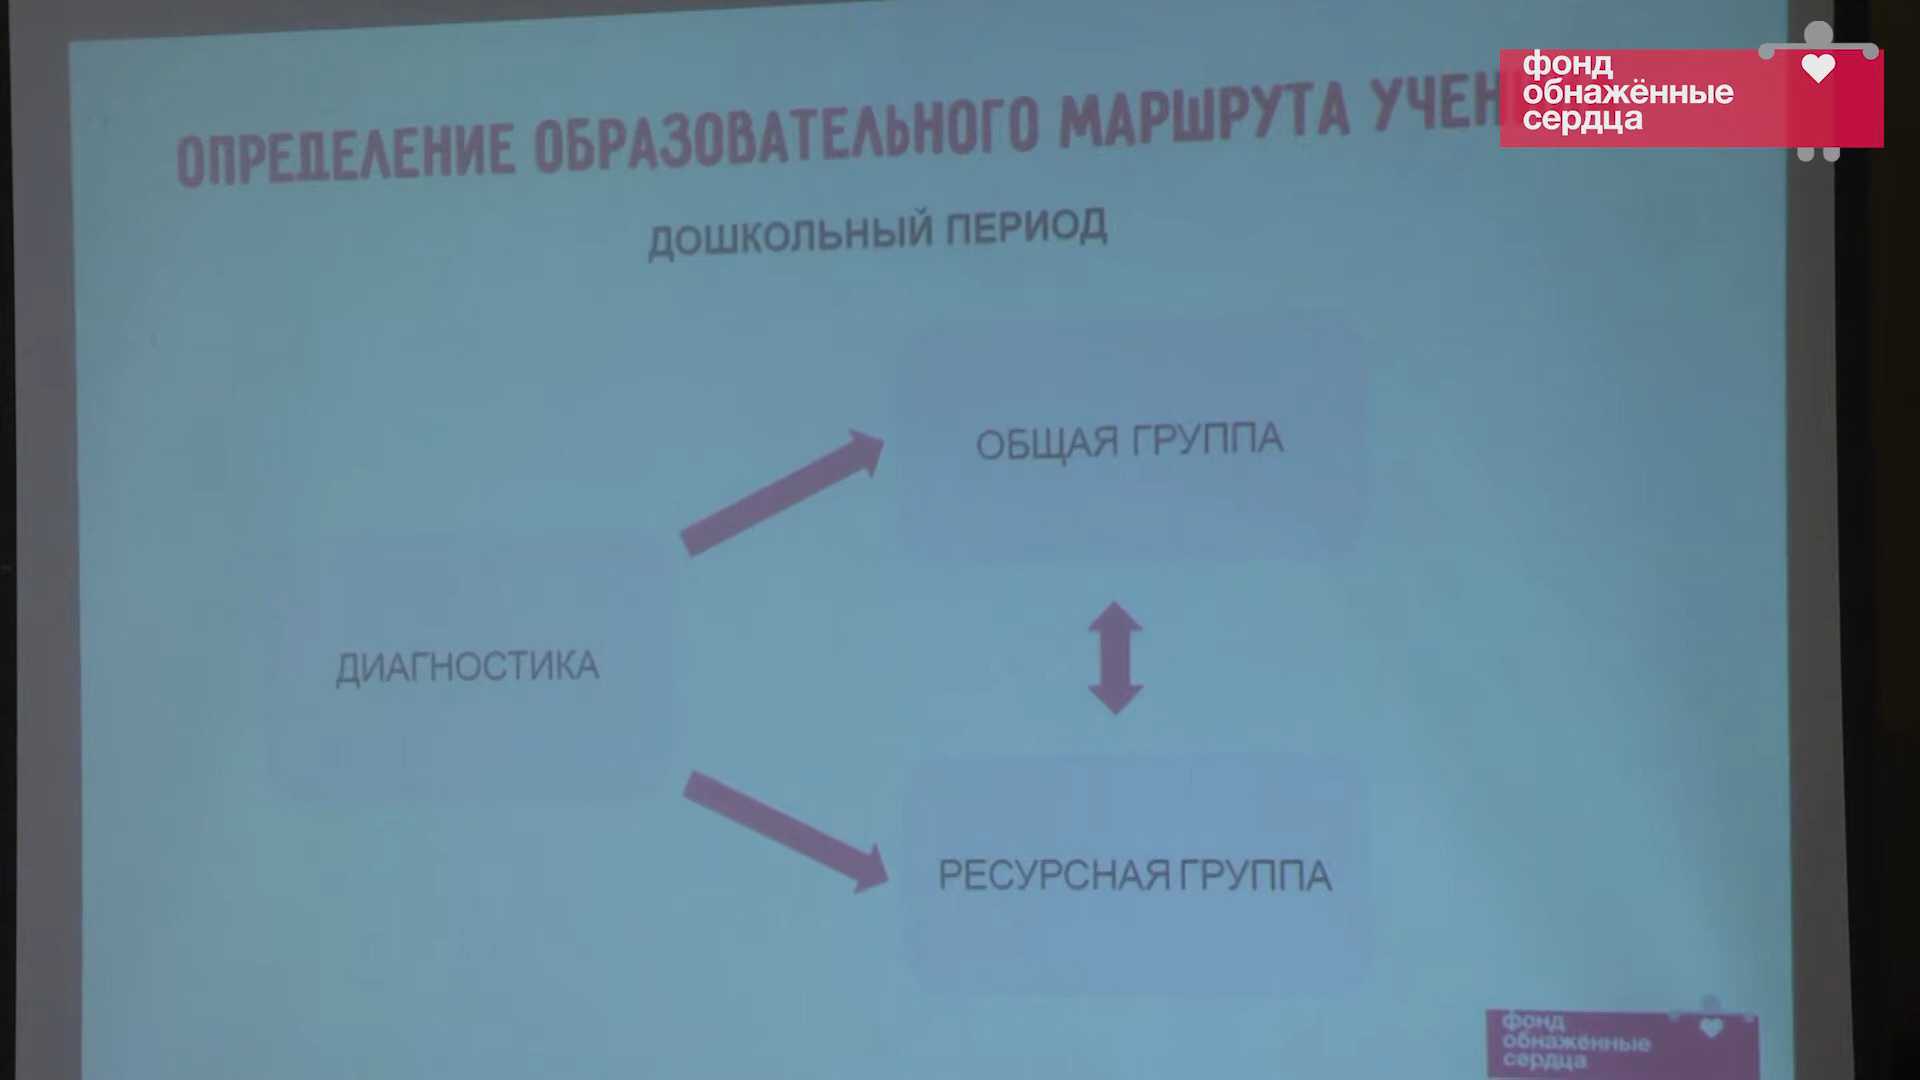 фонд
обнажённые
сердца
ОПРЕДЕЛЕНИЕ ОБРАЗОВАТЕЛЬНОГО МАРШРУТА
ДОШКОЛЬНЫЙ ПЕРИОД
ОБЩАЯ ГРУППА
ДИАГНОСТИКА
РЕСУРСНАЯ ГРУППА
фонд
обнажённые
сердца